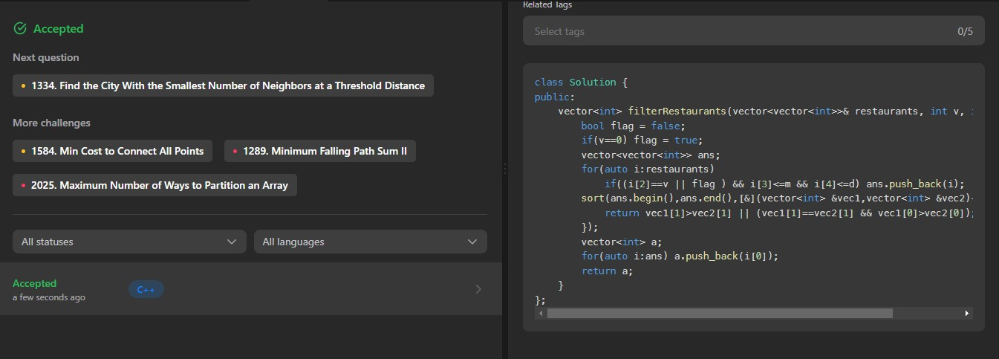 Accepted
Next question
1334. Find the City With the Smallest Number of Neighbors at a Threshold Distance
More challenges
1584. Min Cost to Connect All Points
1289. Minimum Falling Path Sum II
2025. Maximum Number of Ways to Partition an Array
All statuses
All languages
Accepted
C++
a few seconds ago
Related Tags
Select tags
0/5
class Solution {
public:
    vector<int> filterRestaurants(vector<vector<int>>& restaurants, int v,
        bool flag = false;
        if(v==0) flag = true;
        vector<vector<int>> ans;
        for(auto i:restaurants)
            if((i[2]==v || flag ) && i[3]<=m && i[4]<=d) ans.push_back(i);
        sort(ans.begin(),ans.end(),[&](vector<int> &vec1,vector<int> &vec2)
            return vec1[1]>vec2[1] || (vec1[1]==vec2[1] && vec1[0]>vec2[0]);
        });
        vector<int> a;
        for(auto i:ans) a.push_back(i[0]);
        return a;
    }
};